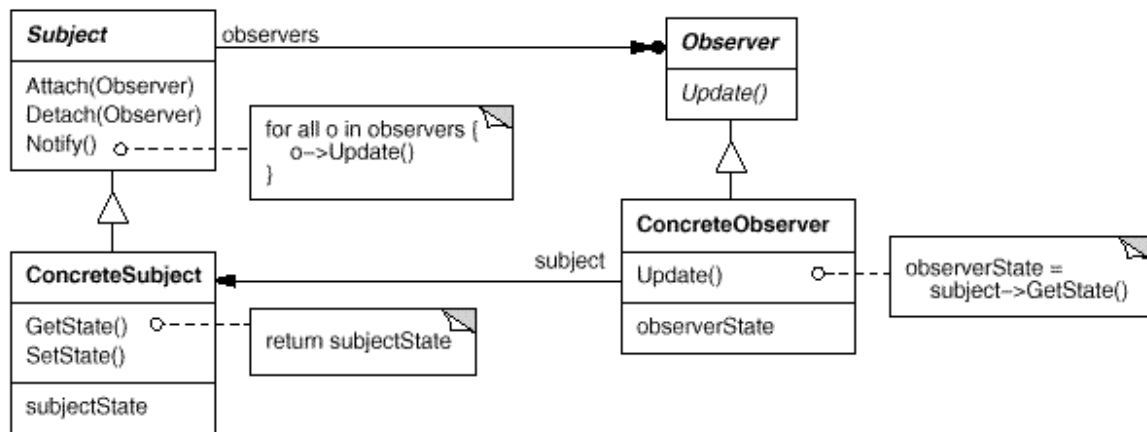 Subject
Attach(Observer)
Detach(Observer)
Notify()
observers
for all o in observers {
o->Update()
}
Observer
Update()
ConcreteSubject
GetState()
SetState()
subjectState
return subjectState
subject
ConcreteObserver
Update()
observerState
observerState =
subject->GetState()